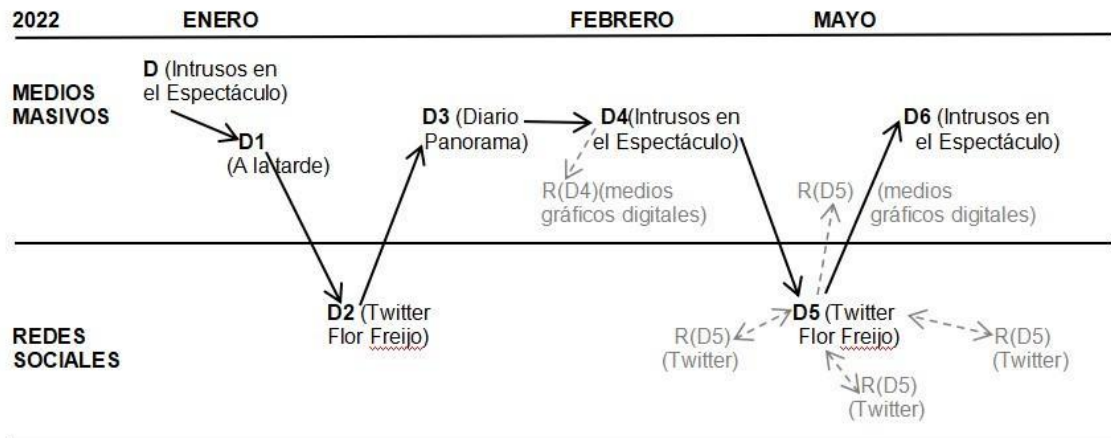 2022 ENERO FEBRERO MAYO
D (Intrusos en
el Espectáculo)
MEDIOS
MASIVOS
D1
(A la tarde)
D3 (Diario
Panorama)
D4(Intrusos en
el Espectáculo)
D6 (Intrusos en
el Espectáculo)
R(D4)(medios
gráficos digitales)
R(D5) (medios
gráficos digitales)
REDES
SOCIALES
D2 (Twitter
Flor Freijo)
D5 (Twitter
Flor Freijo)
R(D5)
(Twitter)
R(D5)
(Twitter)
R(D5)
(Twitter)